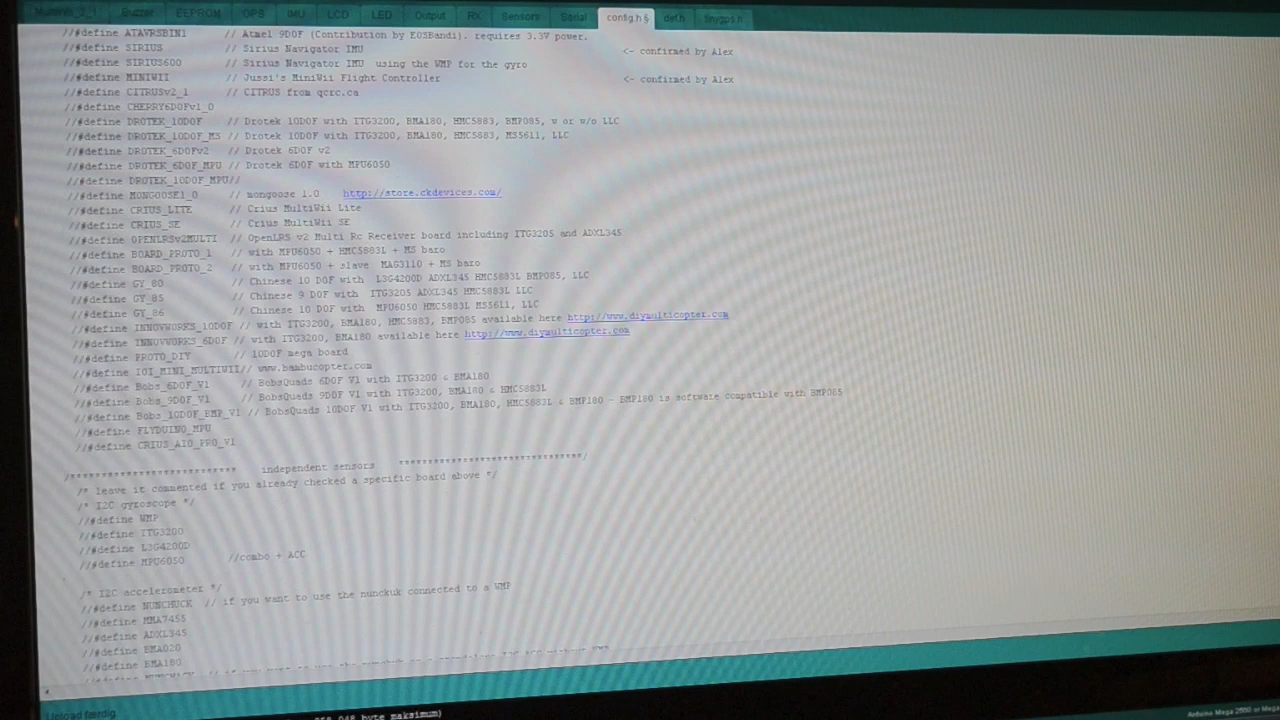 MultiWii_2_1 Buzzer EEPROM GPS IMU LCD LED Output RX Sensors Serial config.h § def.h tinygps.h
//#define ATAVRSBIN1 // Atmel 9DOF (Contribution by EOSBandi). requires 3.3V power.
//#define SIRIUS // Sirius Navigator IMU <- confirmed by Alex
//#define SIRIUS600 // Sirius Navigator IMU using the WMP for the gyro
//#define MINIWII // Jussi's MiniWii Flight Controller <- confirmed by Alex
//#define CITRUSv2_1 // CITRUS from qcrc.ca
//#define CHERRY6DOFv1_0
//#define DROTEK_10DOF // Drotek 10DOF with ITG3200, BMA180, HMC5883, BMP085, w or w/o LLC
//#define DROTEK_10DOF_MS // Drotek 10DOF with ITG3200, BMA180, HMC5883, MS5611, LLC
//#define DROTEK_6DOFv2 // Drotek 6DOF v2
//#define DROTEK_6DOF_MPU // Drotek 6DOF with MPU6050
//#define DROTEK_10DOF_MPU//
//#define MONGOOSE1_0 // mongoose 1.0 http://store.ckdevices.com/
//#define CRIUS_LITE // Crius MultiWii Lite
//#define CRIUS_SE // Crius MultiWii SE
//#define OPENLRSv2MULTI // OpenLRS v2 Multi Rc Receiver board including ITG3205 and ADXL345
//#define BOARD_PROTO_1 // with MPU6050 + HMC5883L + MS baro
//#define BOARD_PROTO_2 // with MPU6050 + slave MAG3110 + MS baro
//#define GY_80 // Chinese 10 DOF with L3G4200D ADXL345 HMC5883L BMP085, LLC
//#define GY_85 // Chinese 9 DOF with ITG3205 ADXL345 HMC5883L LLC
//#define GY_86 // Chinese 10 DOF with MPU6050 HMC5883L MS5611, LLC
//#define INNOVWORKS_10DOF // with ITG3200, BMA180, HMC5883, BMP085 available here http://www.diymulticopter.com
//#define INNOVWORKS_6DOF // with ITG3200, BMA180 available here http://www.diymulticopter.com
//#define PROTO_DIY // 10DOF mega board
//#define IOI_MINI_MULTIWII// www.bambucopter.com
//#define Bobs_6DOF_V1 // BobsQuads 6DOF V1 with ITG3200 & BMA180
//#define Bobs_9DOF_V1 // BobsQuads 9DOF V1 with ITG3200, BMA180 & HMC5883L
//#define Bobs_10DOF_BMP_V1 // BobsQuads 10DOF V1 with ITG3200, BMA180, HMC5883L & BMP180 - BMP180 is software compatible with BMP085
//#define FLYDUINO_MPU
//#define CRIUS_AIO_PRO_V1
/************************** independent sensors *****************************/
/* leave it commented if you already checked a specific board above */
/* I2C gyroscope */
//#define WMP
//#define ITG3200
//#define L3G4200D
//#define MPU6050 //combo + ACC
/* I2C accelerometer */
//#define NUNCHUCK // if you want to use the nunckuk connected to a WMP
//#define MMA7455
//#define ADXL345
//#define BMA020
//#define BMA180
Upload færdig
byte maksimum)
Arduino Mega 2560 or Mega